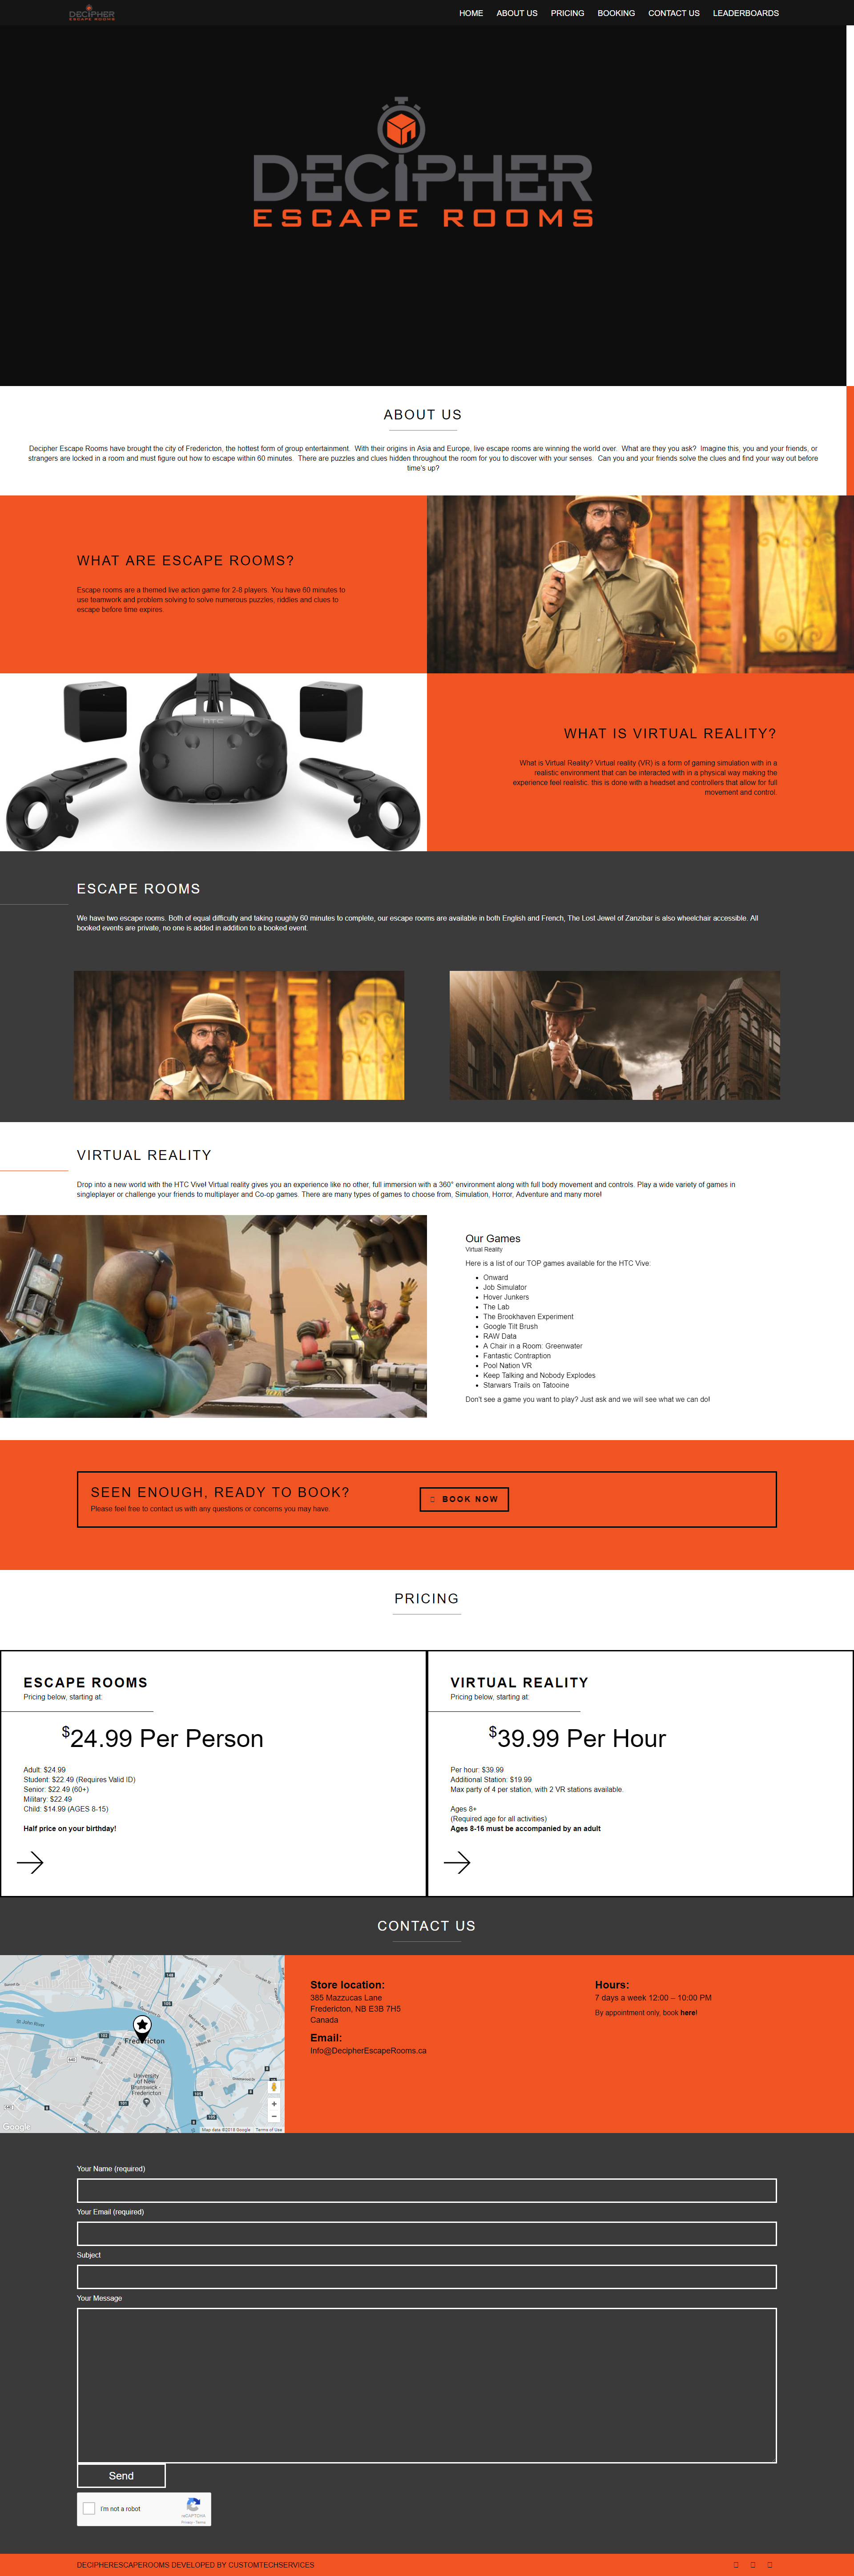 DECIPHER
ESCAPE ROOMS
HOME ABOUT US PRICING BOOKING CONTACT US LEADERBOARDS
DECIPHER
ESCAPE ROOMS
ABOUT US
Decipher Escape Rooms have brought the city of Fredericton, the hottest form of group entertainment. With their origins in Asia and Europe, live escape rooms are winning the world over. What are they you ask? Imagine this, you and your friends, or
strangers are locked in a room and must figure out how to escape within 60 minutes. There are puzzles and clues hidden throughout the room for you to discover with your senses. Can you and your friends solve the clues and find your way out before
time's up?
WHAT ARE ESCAPE ROOMS?
Escape rooms are a themed live action game for 2-8 players. You have 60 minutes to
use teamwork and problem solving to solve numerous puzzles, riddles and clues to
escape before time expires.
htc
WHAT IS VIRTUAL REALITY?
What is Virtual Reality? Virtual reality (VR) is a form of gaming simulation with in a
realistic environment that can be interacted with in a physical way making the
experience feel realistic, this is done with a headset and controllers that allow for full
movement and control.
ESCAPE ROOMS
We have two escape rooms. Both of equal difficulty and taking roughly 60 minutes to complete, our escape rooms are available in both English and French, The Lost Jewel of Zanzibar is also wheelchair accessible. All
booked events are private, no one is added in addition to a booked event.
VIRTUAL REALITY
Drop into a new world with the HTC Vive! Virtual reality gives you an experience like no other, full immersion with a 360° environment along with full body movement and controls. Play a wide variety of games in
singleplayer or challenge your friends to multiplayer and Co-op games. There are many types of games to choose from, Simulation, Horror, Adventure and many more!
Our Games
Virtual Reality
Here is a list of our TOP games available for the HTC Vive:
• Onward
• Job Simulator
• Hover Junkers
• The Lab
• The Brookhaven Experiment
• Google Tilt Brush
• RAW Data
• A Chair in a Room: Greenwater
• Fantastic Contraption
• Pool Nation VR
• Keep Talking and Nobody Explodes
• Starwars Trails on Tatooine
Don't see a game you want to play? Just ask and we will see what we can do!
SEEN ENOUGH, READY TO BOOK?
Please feel free to contact us with any questions or concerns you may have.
BOOK NOW
PRICING
ESCAPE ROOMS
Pricing below, starting at:
$24.99 Per Person
Adult: $24.99
Student: $22.49 (Requires Valid ID)
Senior: $22.49 (60+)
Military: $22.49
Child: $14.99 (AGES 8-15)
Half price on your birthday!
VIRTUAL REALITY
Pricing below, starting at:
$39.99 Per Hour
Per hour: $39.99
Additional Station: $19.99
Max party of 4 per station, with 2 VR stations available.
Ages 8+
(Required age for all activities)
Ages 8-16 must be accompanied by an adult
CONTACT US
St John River
Fredericton
University
of New
Brunswick -
Fredericton
Google
Map data ©2018 Google Terms of Use
Store location:
385 Mazzucas Lane
Fredericton, NB E3B 7H5
Canada
Email:
Info@DecipherEscapeRooms.ca
Hours:
7 days a week 12:00 – 10:00 PM
By appointment only, book here!
Your Name (required)
Your Email (required)
Subject
Your Message
Send
I'm not a robot
reCAPTCHA
Privacy - Terms
DECIPHERESCAPEROOMS DEVELOPED BY CUSTOMTECHSERVICES